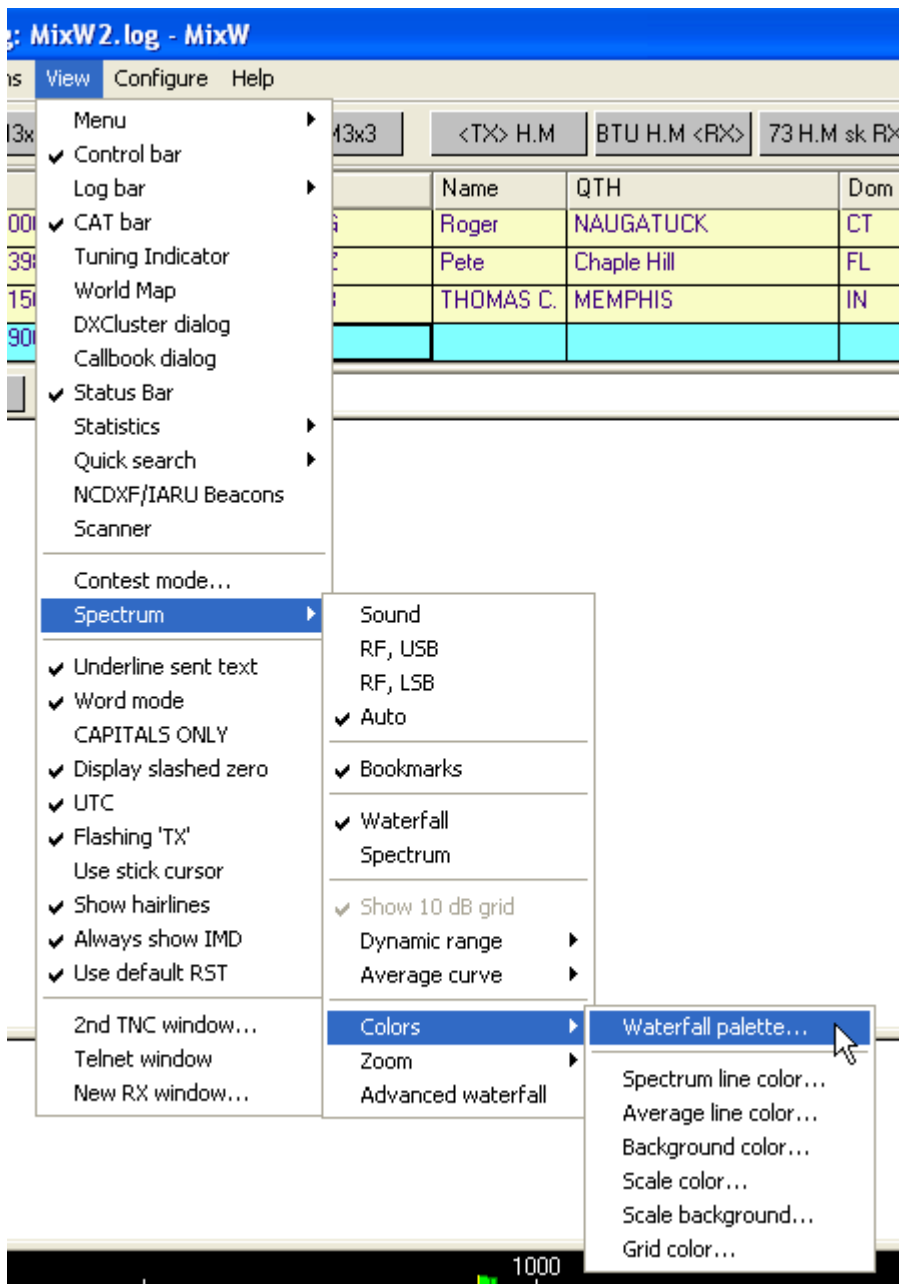 : MixW2.log - MixW
View Configure Help
<TX> H.M BTU H.M <RX> 73 H.M sk RX
Name QTH Dom
Roger NAUGATUCK CT
Pete Chaple Hill FL
THOMAS C. MEMPHIS IN
Menu
Control bar
Log bar
CAT bar
Tuning Indicator
World Map
DXCluster dialog
Callbook dialog
Status Bar
Statistics
Quick search
NCDXF/IARU Beacons
Scanner
Contest mode...
Spectrum
Underline sent text
Word mode
CAPITALS ONLY
Display slashed zero
UTC
Flashing 'TX'
Use stick cursor
Show hairlines
Always show IMD
Use default RST
2nd TNC window...
Telnet window
New RX window...
Sound
RF, USB
RF, LSB
Auto
Bookmarks
Waterfall
Spectrum
Show 10 dB grid
Dynamic range
Average curve
Colors
Zoom
Advanced waterfall
Waterfall palette...
Spectrum line color...
Average line color...
Background color...
Scale color...
Scale background...
Grid color...
1000